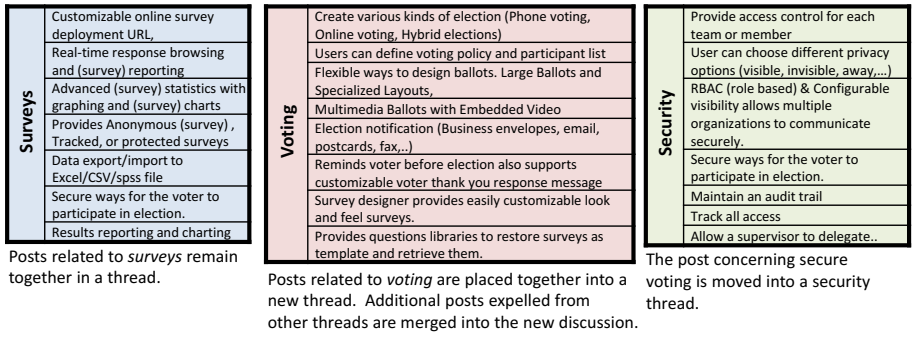 Surveys
Customizable online survey
deployment URL,
Real-time response browsing
and (survey) reporting
Advanced (survey) statistics with
graphing and (survey) charts
Provides Anonymous (survey) ,
Tracked, or protected surveys
Data export/import to
Excel/CSV/spss file
Secure ways for the voter to
participate in election.
Results reporting and charting
Posts related to surveys remain
together in a thread.
Voting
Create various kinds of election (Phone voting,
Online voting, Hybrid elections)
Users can define voting policy and participant list
Flexible ways to design ballots. Large Ballots and
Specialized Layouts,
Multimedia Ballots with Embedded Video
Election notification (Business envelopes, email,
postcards, fax,..)
Reminds voter before election also supports
customizable voter thank you response message
Survey designer provides easily customizable look
and feel surveys.
Provides questions libraries to restore surveys as
template and retrieve them.
Posts related to voting are placed together into a
new thread. Additional posts expelled from
other threads are merged into the new discussion.
Security
Provide access control for each
team or member
User can choose different privacy
options (visible, invisible, away,...)
RBAC (role based) & Configurable
visibility allows multiple
organizations to communicate
securely.
Secure ways for the voter to
participate in election.
Maintain an audit trail
Track all access
Allow a supervisor to delegate..
The post concerning secure
voting is moved into a security
thread.